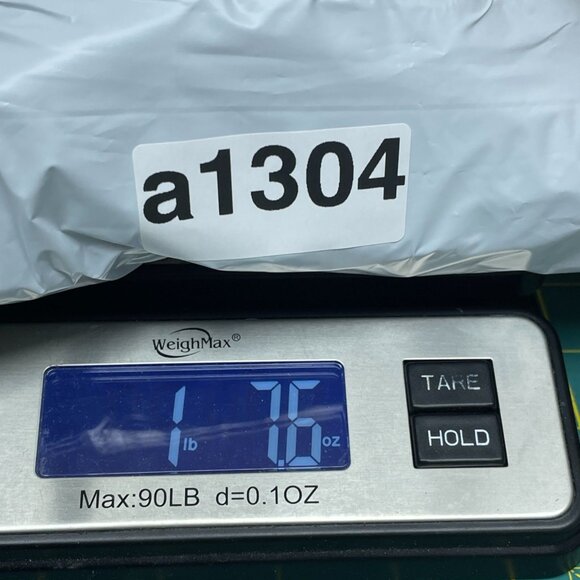 a1304
WeighMax®
1 lb 7.6 oz
TARE
HOLD
Max:90LB d=0.1OZ